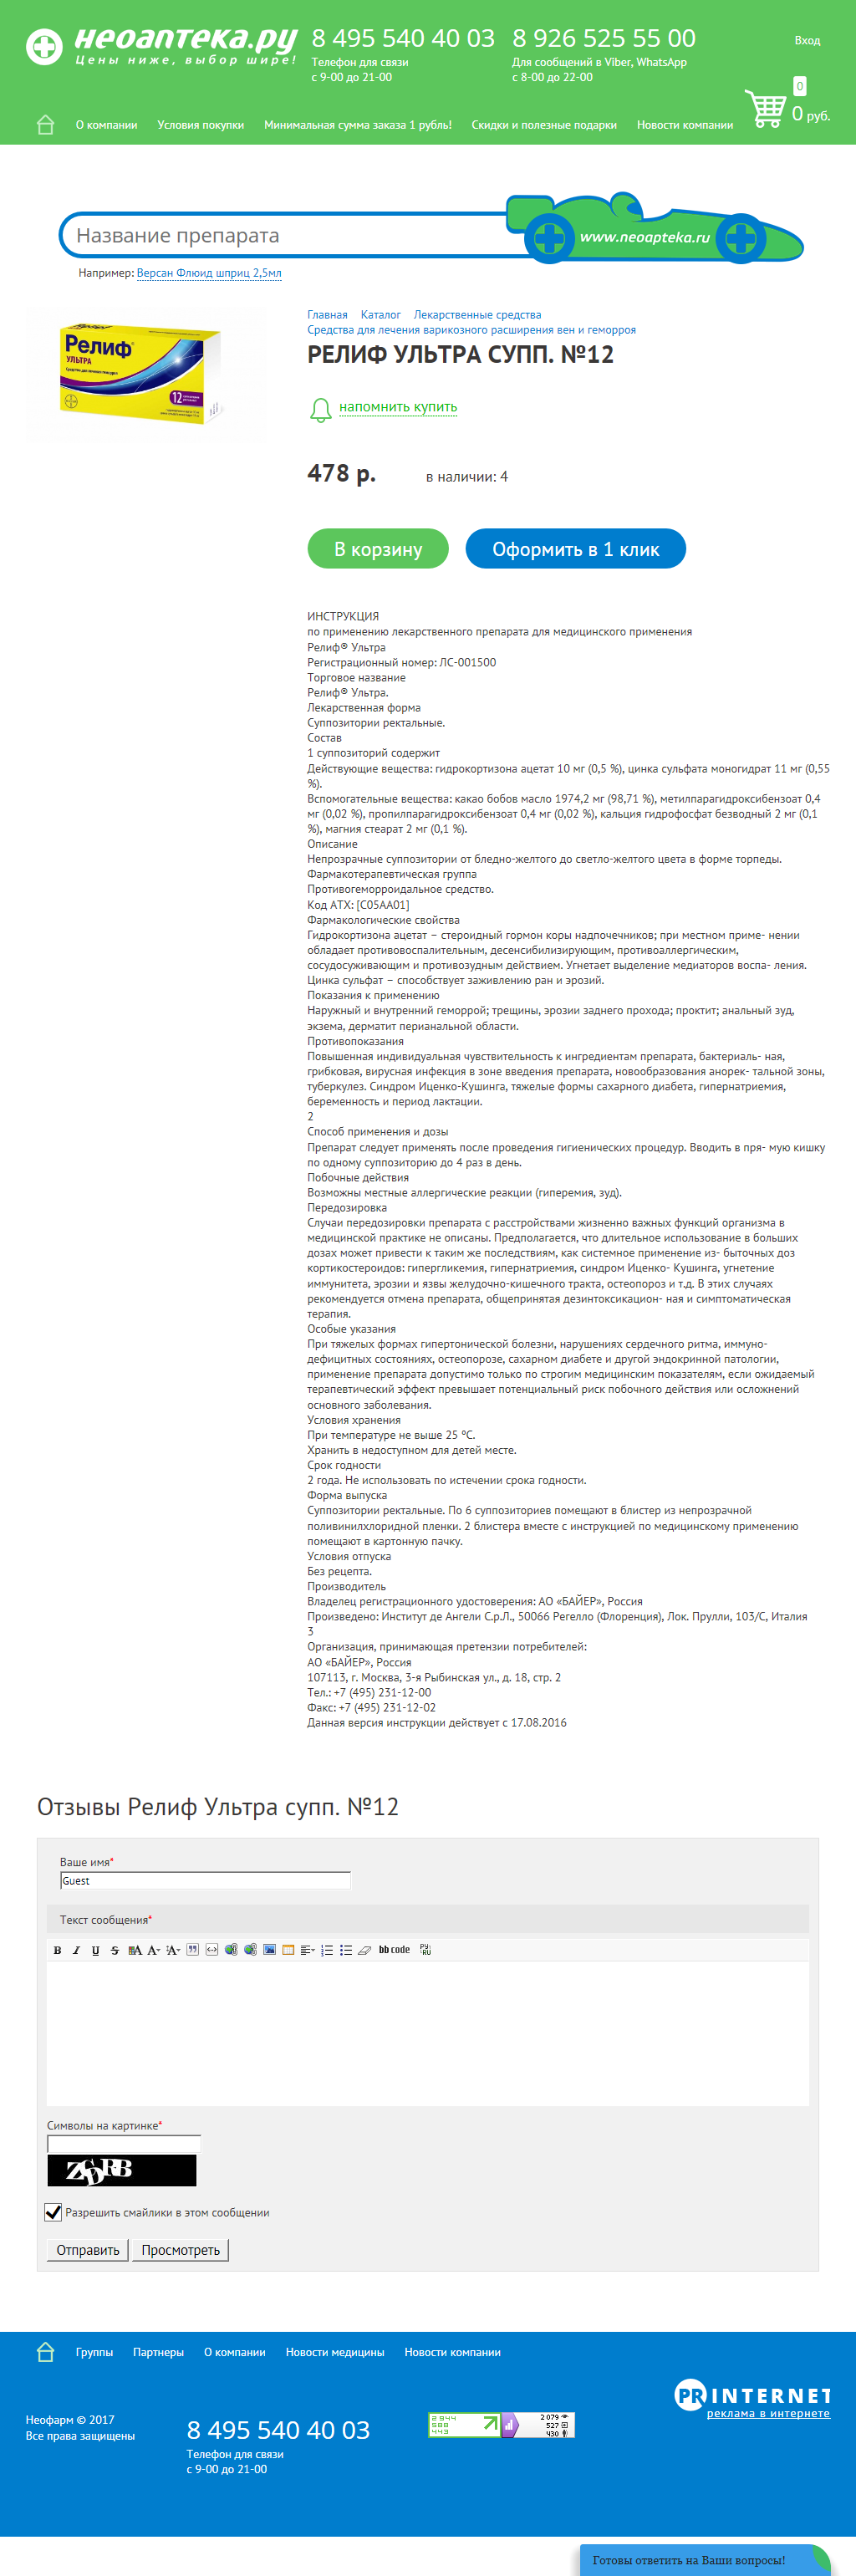 неоаптека.ру
Цены ниже, выбор шире!
8 495 540 40 03
Телефон для связи
с 9-00 до 21-00
8 926 525 55 00
Для сообщений в Viber, WhatsApp
с 8-00 до 22-00
Вход
0
0 руб.
О компании Условия покупки Минимальная сумма заказа 1 рубль! Скидки и полезные подарки Новости компании
Название препарата
www.neoapteka.ru
Например: Версан Флюид шприц 2,5мл
Релиф®
УЛЬТРА
12
Главная Каталог Лекарственные средства
Средства для лечения варикозного расширения вен и геморроя
РЕЛИФ УЛЬТРА СУПП. №12
напомнить купить
478 р. в наличии: 4
В корзину Оформить в 1 клик
ИНСТРУКЦИЯ
по применению лекарственного препарата для медицинского применения
Релиф® Ультра
Регистрационный номер: ЛС-001500
Торговое название
Релиф® Ультра.
Лекарственная форма
Суппозитории ректальные.
Состав
1 суппозиторий содержит
Действующие вещества: гидрокортизона ацетат 10 мг (0,5 %), цинка сульфата моногидрат 11 мг (0,55
%).
Вспомогательные вещества: какао бобов масло 1974,2 мг (98,71 %), метилпарагидроксибензоат 0,4
мг (0,02 %), пропилпарагидроксибензоат 0,4 мг (0,02 %), кальция гидрофосфат безводный 2 мг (0,1
%), магния стеарат 2 мг (0,1 %).
Описание
Непрозрачные суппозитории от бледно-желтого до светло-желтого цвета в форме торпеды.
Фармакотерапевтическая группа
Противогеморроидальное средство.
Код АТХ: [C05AA01]
Фармакологические свойства
Гидрокортизона ацетат – стероидный гормон коры надпочечников; при местном приме- нении
обладает противовоспалительным, десенсибилизирующим, противоаллергическим,
сосудосуживающим и противозудным действием. Угнетает выделение медиаторов воспа- ления.
Цинка сульфат – способствует заживлению ран и эрозий.
Показания к применению
Наружный и внутренний геморрой; трещины, эрозии заднего прохода; проктит; анальный зуд,
экзема, дерматит перианальной области.
Противопоказания
Повышенная индивидуальная чувствительность к ингредиентам препарата, бактериаль- ная,
грибковая, вирусная инфекция в зоне введения препарата, новообразования анорек- тальной зоны,
туберкулез. Синдром Иценко-Кушинга, тяжелые формы сахарного диабета, гипернатриемия,
беременность и период лактации.
2
Способ применения и дозы
Препарат следует применять после проведения гигиенических процедур. Вводить в пря- мую кишку
по одному суппозиторию до 4 раз в день.
Побочные действия
Возможны местные аллергические реакции (гиперемия, зуд).
Передозировка
Случаи передозировки препарата с расстройствами жизненно важных функций организма в
медицинской практике не описаны. Предполагается, что длительное использование в больших
дозах может привести к таким же последствиям, как системное применение из- быточных доз
кортикостероидов: гипергликемия, гипернатриемия, синдром Иценко- Кушинга, угнетение
иммунитета, эрозии и язвы желудочно-кишечного тракта, остеопороз и т.д. В этих случаях
рекомендуется отмена препарата, общепринятая дезинтоксикацион- ная и симптоматическая
терапия.
Особые указания
При тяжелых формах гипертонической болезни, нарушениях сердечного ритма, иммуно-
дефицитных состояниях, остеопорозе, сахарном диабете и другой эндокринной патологии,
применение препарата допустимо только по строгим медицинским показателям, если ожидаемый
терапевтический эффект превышает потенциальный риск побочного действия или осложнений
основного заболевания.
Условия хранения
При температуре не выше 25 ºС.
Хранить в недоступном для детей месте.
Срок годности
2 года. Не использовать по истечении срока годности.
Форма выпуска
Суппозитории ректальные. По 6 суппозиториев помещают в блистер из непрозрачной
поливинилхлоридной пленки. 2 блистера вместе с инструкцией по медицинскому применению
помещают в картонную пачку.
Условия отпуска
Без рецепта.
Производитель
Владелец регистрационного удостоверения: АО «БАЙЕР», Россия
Произведено: Институт де Ангели С.р.Л., 50066 Регелло (Флоренция), Лок. Прулли, 103/С, Италия
3
Организация, принимающая претензии потребителей:
АО «БАЙЕР», Россия
107113, г. Москва, 3-я Рыбинская ул., д. 18, стр. 2
Тел.: +7 (495) 231-12-00
Факс: +7 (495) 231-12-02
Данная версия инструкции действует с 17.08.2016
Отзывы Релиф Ультра супп. №12
Ваше имя*
Guest
Текст сообщения*
bb code
Символы на картинке*
Разрешить смайлики в этом сообщении
Отправить Просмотреть
Группы Партнеры О компании Новости медицины Новости компании
PRINTERNET
реклама в интернете
Неофарм © 2017
Все права защищены
8 495 540 40 03
Телефон для связи
с 9-00 до 21-00
2 944
588
443
2 079
527
430
Готовы ответить на Ваши вопросы!